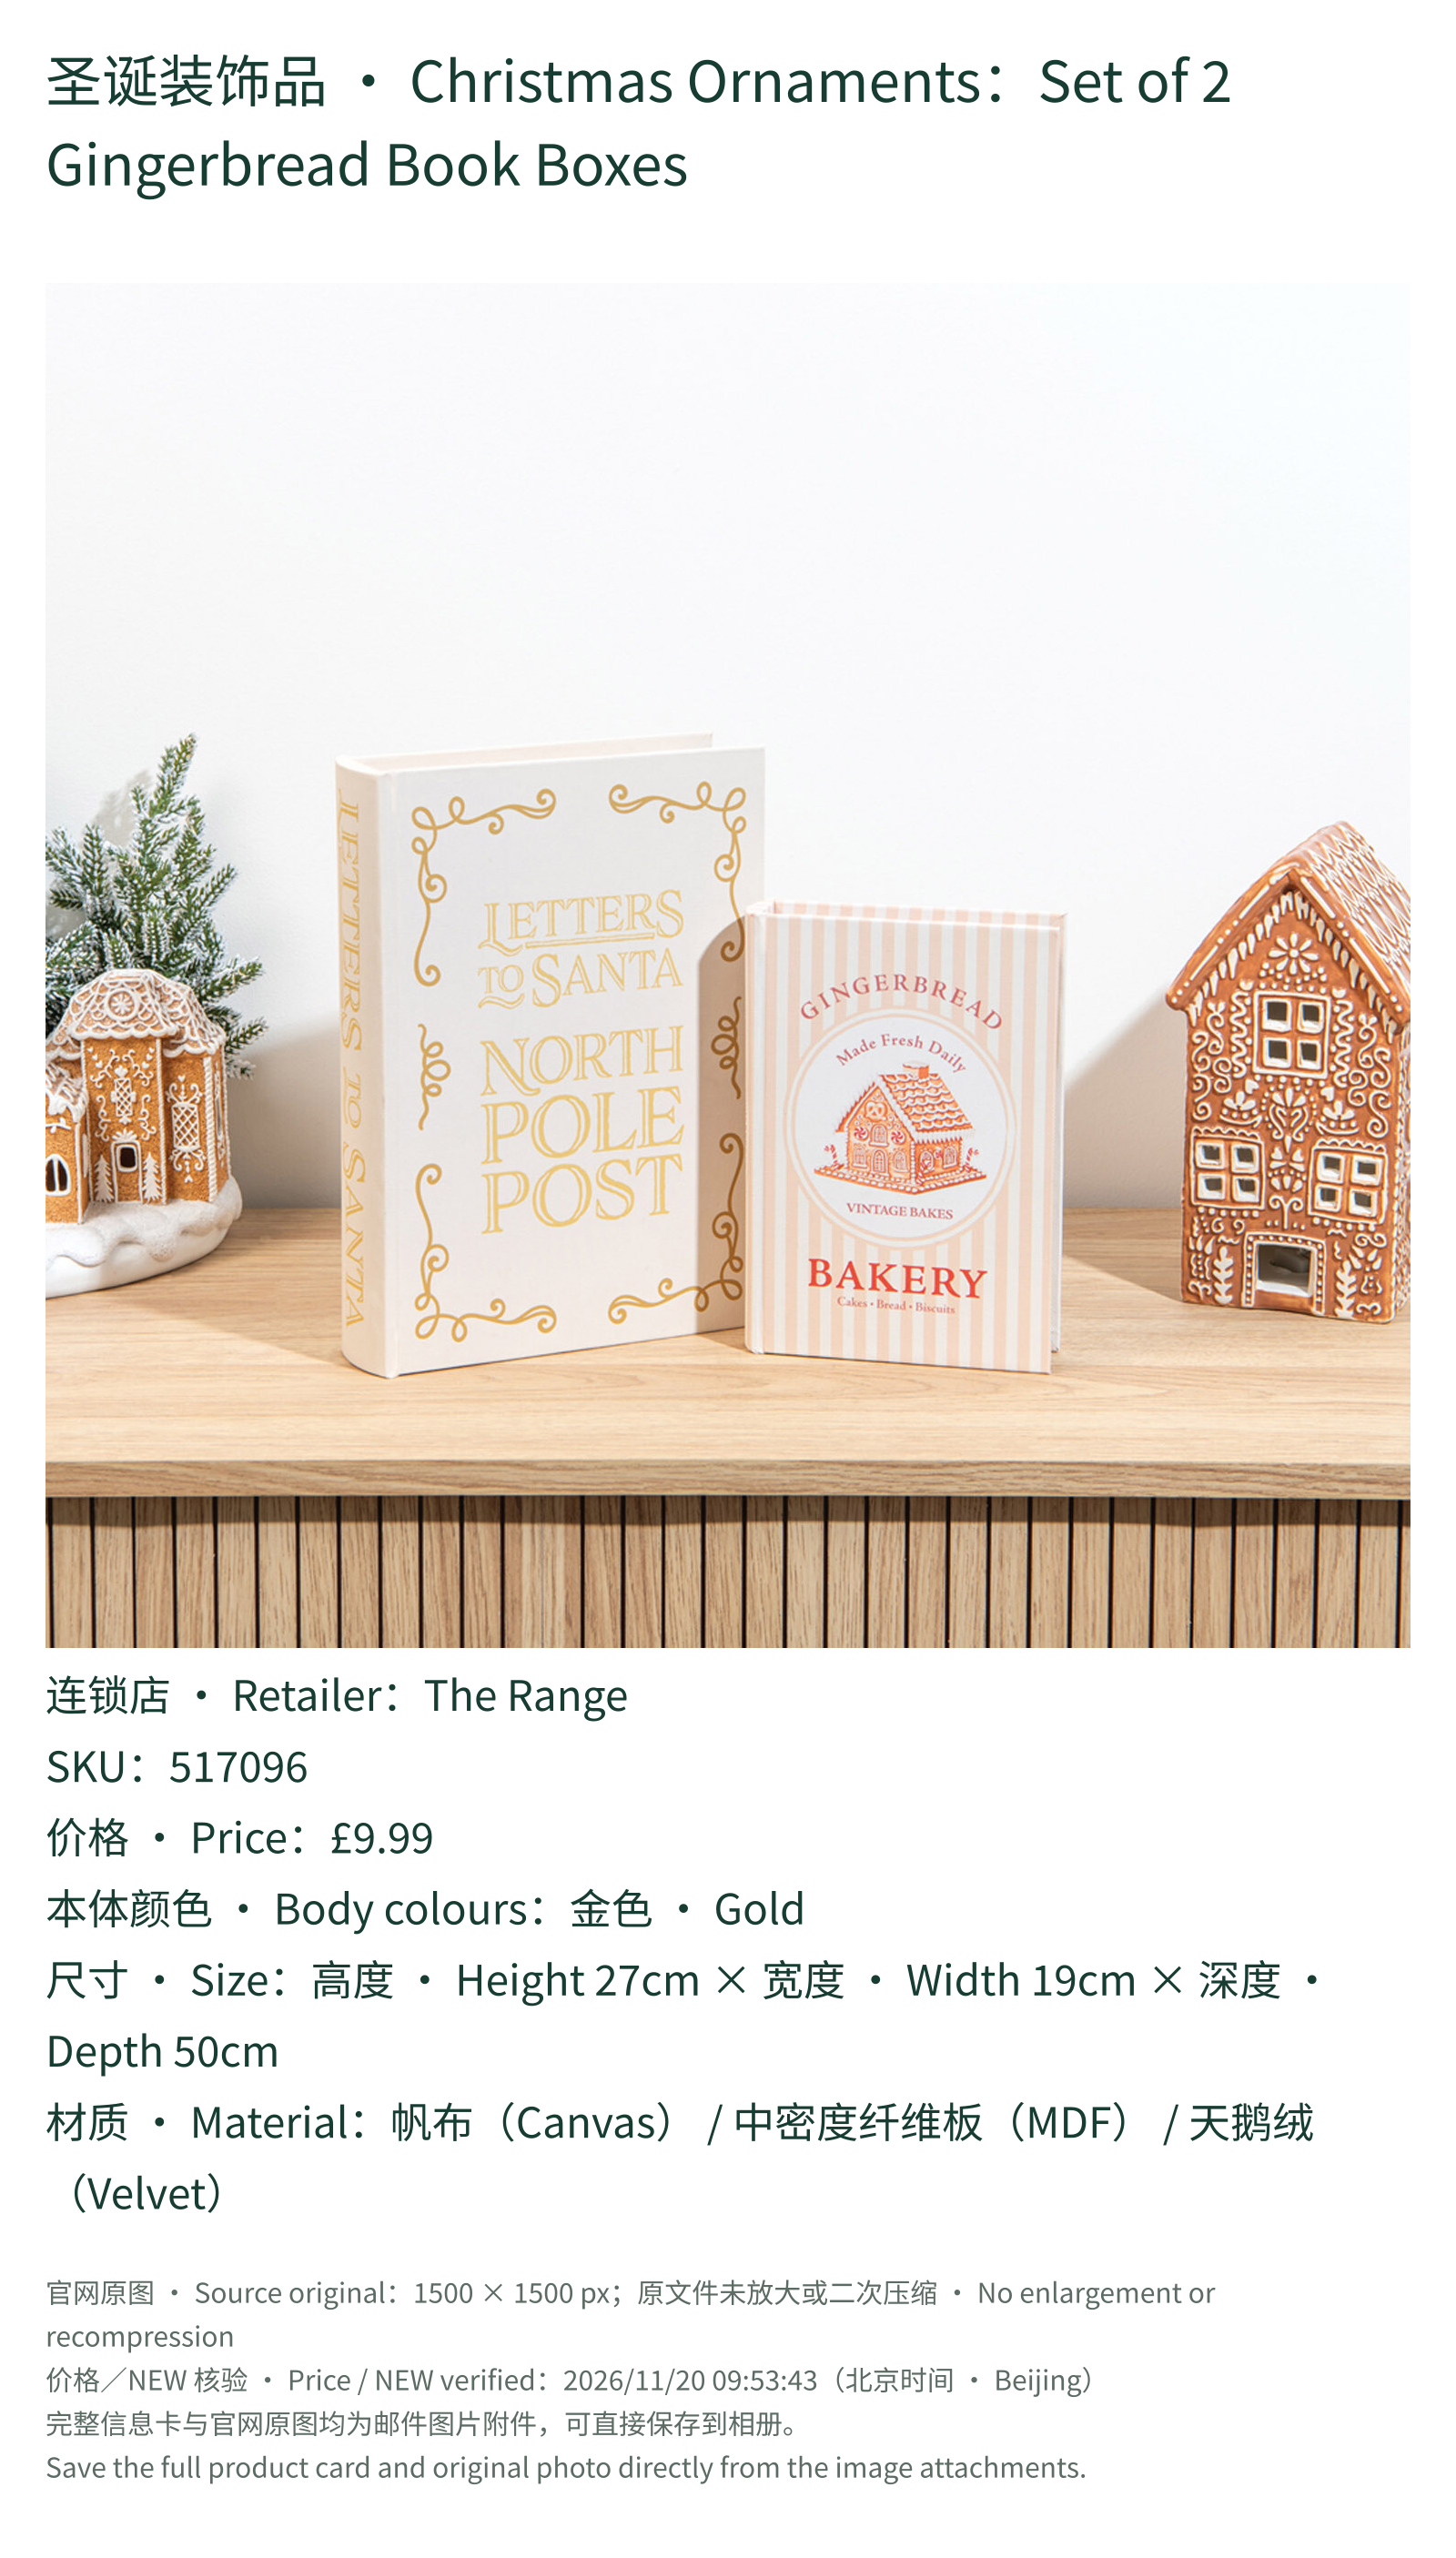 圣诞装饰品 · Christmas Ornaments：Set of 2
Gingerbread Book Boxes
LETTERS TO SANTA
LETTERS
TO SANTA
NORTH
POLE
POST
GINGERBREAD
Made Fresh Daily
VINTAGE BAKES
BAKERY
Cakes • Bread • Biscuits
连锁店 · Retailer：The Range
SKU：517096
价格 · Price：£9.99
本体颜色 · Body colours：金色 · Gold
尺寸 · Size：高度 · Height 27cm × 宽度 · Width 19cm × 深度 ·
Depth 50cm
材质 · Material：帆布（Canvas） / 中密度纤维板（MDF） / 天鹅绒
（Velvet）
官网原图 · Source original：1500 × 1500 px；原文件未放大或二次压缩 · No enlargement or
recompression
价格／NEW 核验 · Price / NEW verified：2026/11/20 09:53:43（北京时间 · Beijing）
完整信息卡与官网原图均为邮件图片附件，可直接保存到相册。
Save the full product card and original photo directly from the image attachments.